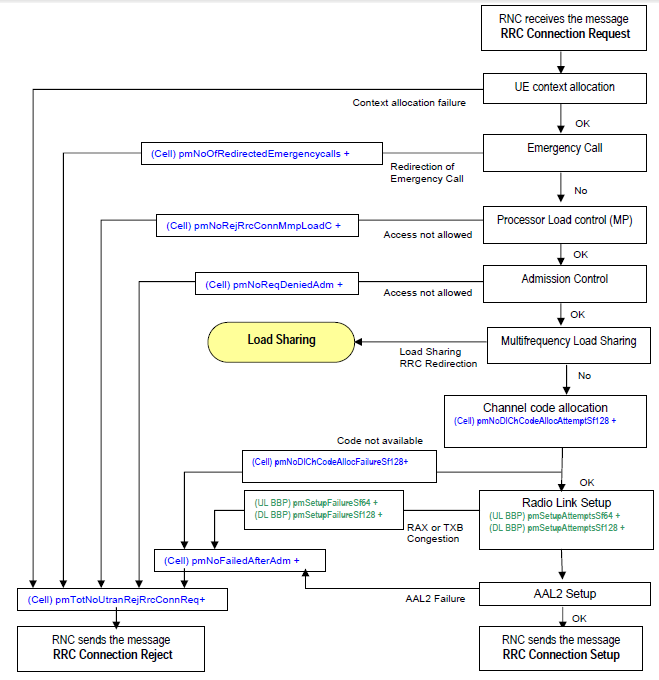 RNC receives the message
RRC Connection Request
UE context allocation
Context allocation failure
OK
Emergency Call
(Cell) pmNoOfRedirectedEmergencycalls +
Redirection of
Emergency Call
No
Processor Load control (MP)
(Cell) pmNoRejRrcConnMmpLoadC +
Access not allowed
OK
Admission Control
(Cell) pmNoReqDeniedAdm +
Access not allowed
OK
Multifrequency Load Sharing
Load Sharing
Load Sharing
RRC Redirection
No
Channel code allocation
(Cell) pmNoDlChCodeAllocAttemptSf128 +
Code not available
(Cell) pmNoDlChCodeAllocFailureSf128+
OK
Radio Link Setup
(UL BBP) pmSetupAttemptsSf64 +
(DL BBP) pmSetupAttemptsSf128 +
(UL BBP) pmSetupFailureSf64 +
(DL BBP) pmSetupFailureSf128 +
RAX or TXB
Congestion
(Cell) pmNoFailedAfterAdm +
AAL2 Setup
AAL2 Failure
(Cell) pmTotNoUtranRejRrcConnReq+
OK
RNC sends the message
RRC Connection Reject
RNC sends the message
RRC Connection Setup